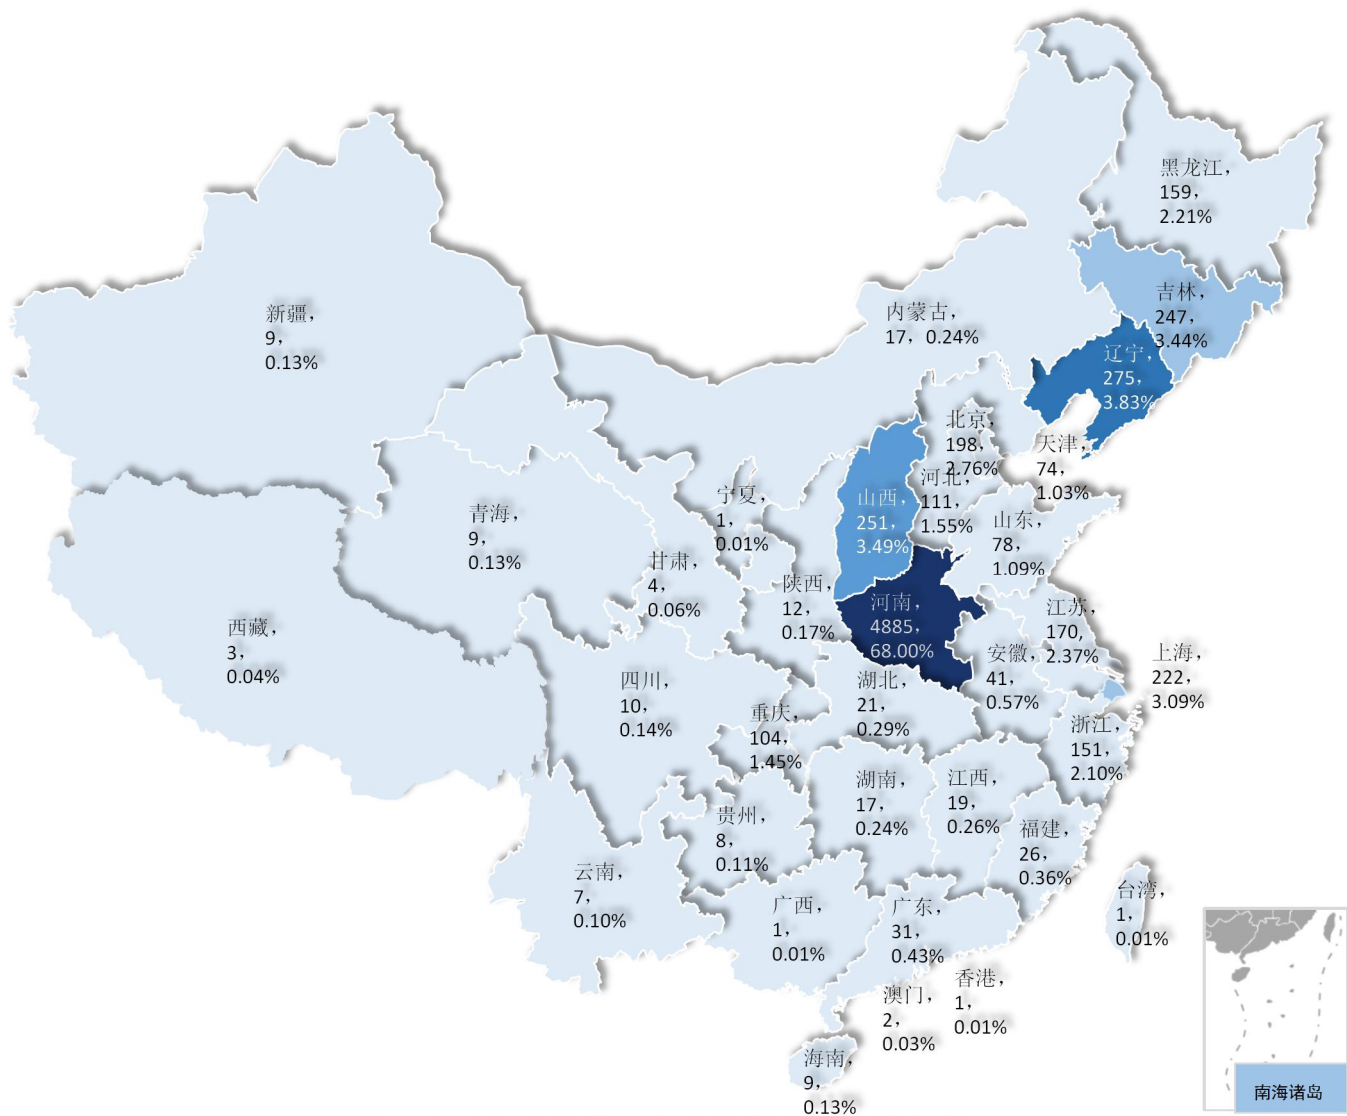 黑龙江，
159，
2.21%
吉林，
247，
3.44%
辽宁，
275，
3.83%
新疆，
9，
0.13%
内蒙古，
17，0.24%
北京，
198，
2.76%
天津，
74，
1.03%
河北，
111，
1.55%
山西，
251，
3.49%
宁夏，
1，
0.01%
青海，
9，
0.13%
山东，
78，
1.09%
甘肃，
4，
0.06%
陕西，
12，
0.17%
河南，
4885，
68.00%
江苏，
170，
2.37%
西藏，
3，
0.04%
安徽，
41，
0.57%
上海，
222，
3.09%
四川，
10，
0.14%
湖北，
21，
0.29%
重庆，
104，
1.45%
浙江，
151，
2.10%
湖南，
17，
0.24%
江西，
19，
0.26%
贵州，
8，
0.11%
福建，
26，
0.36%
云南，
7，
0.10%
广西，
1，
0.01%
广东，
31，
0.43%
台湾，
1，
0.01%
香港，
1，
0.01%
澳门，
2，
0.03%
海南，
9，
0.13%
南海诸岛